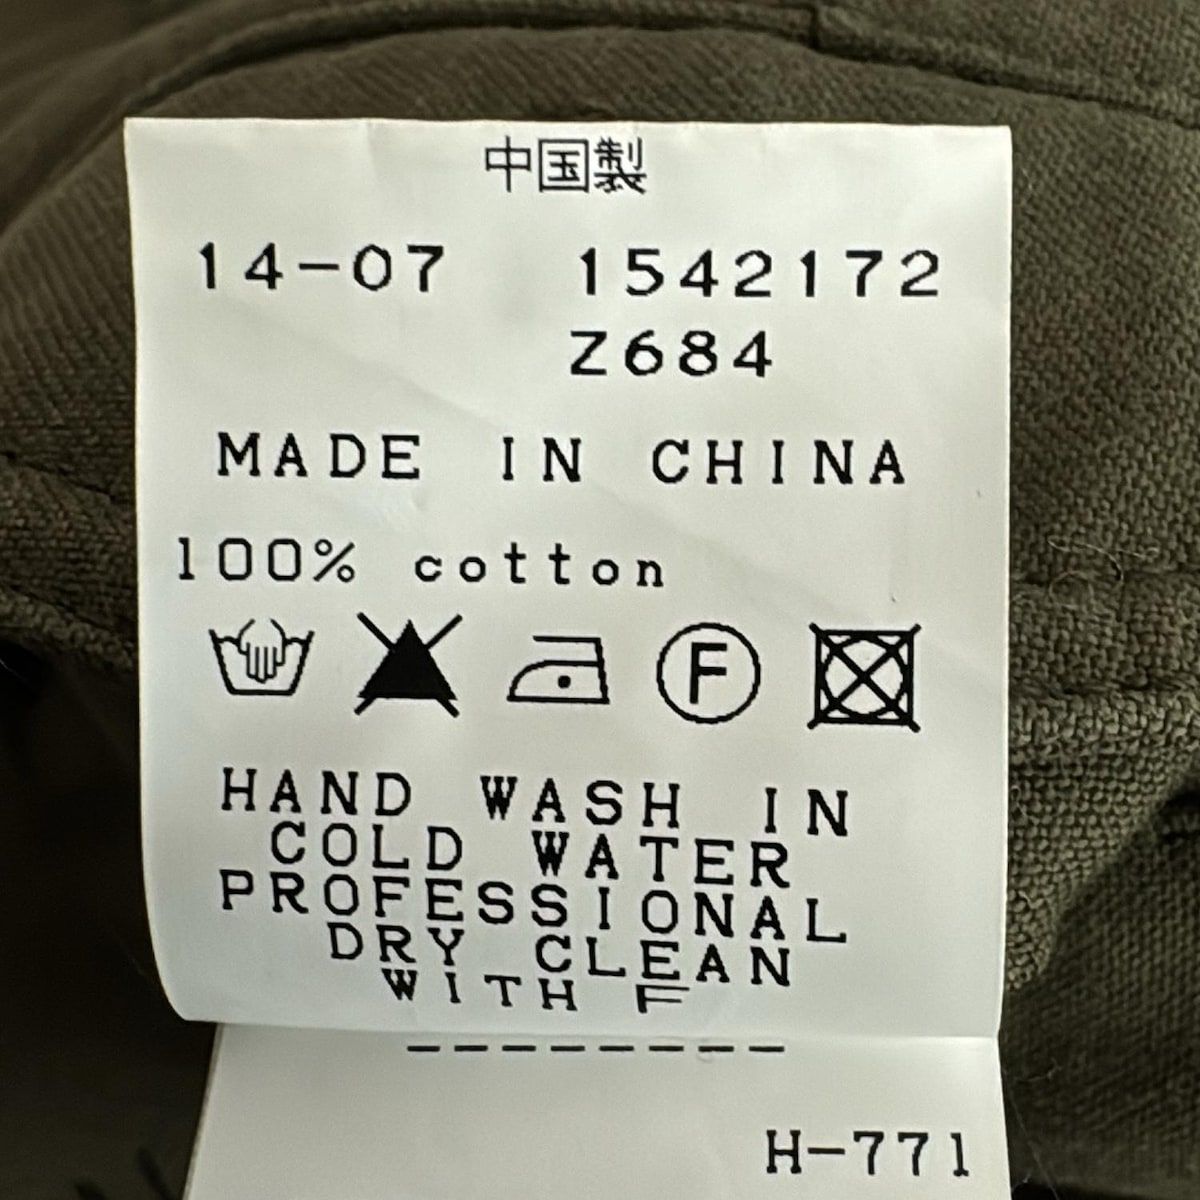 中国製
14-07 1542172
Z684
MADE IN CHINA
100% cotton
F
HAND WASH IN
COLD WATER
PROFESSIONAL
DRY CLEAN
WITH F
--------
H-771